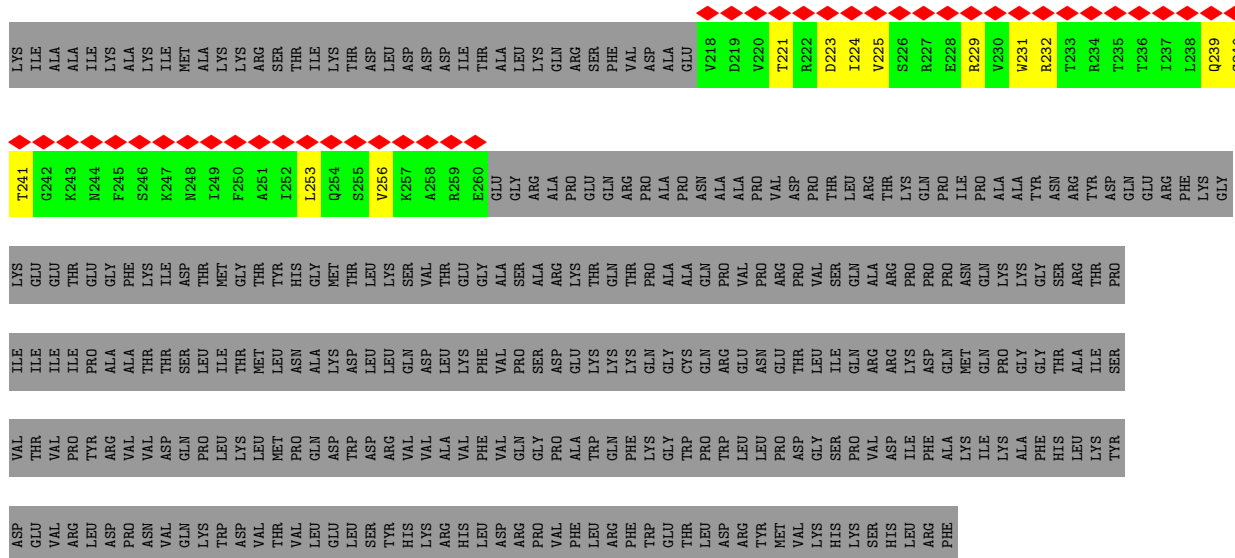 LYS ILE ALA ALA ILE LYS ALA LYS ILE MET ALA LYS LYS ARG SER THR ILE LYS THR ASP LEU ASP ASP ASP ILE THR ALA LEU LYS GLN ARG SER PHE VAL ASP ALA GLU V218 D219 V220 T221 R222 D223 I224 V225 S226 R227 E228 R229 V230 W231 R232 T233 R234 T235 T236 I237 L238 Q239
T241 G242 K243 N244 F245 S246 K247 N248 I249 F250 A251 I252 L253 Q254 S255 V256 K257 A258 R259 E260 GLU GLY ARG ALA PRO GLU GLN ARG PRO ALA PRO ASN ALA ALA PRO VAL ASP PRO THR LEU ARG THR LYS GLN PRO ILE PRO ALA ALA TYR ASN ARG TYR ASP GLN GLU ARG PHE LYS GLY
LYS GLU GLU THR GLU GLY PHE LYS ILE ASP THR MET GLY THR TYR HIS GLY MET THR LEU LYS SER VAL THR GLU GLY ALA SER ALA ARG LYS THR GLN THR PRO ALA ALA GLN PRO VAL PRO ARG PRO VAL SER GLN ALA ARG PRO PRO PRO ASN GLN LYS LYS GLY SER ARG THR PRO
ILE ILE ILE ILE PRO ALA ALA THR THR SER LEU ILE THR MET LEU ASN ALA LYS ASP LEU LEU GLN ASP LEU LYS PHE VAL PRO SER ASP GLU LYS LYS LYS GLN GLY CYS GLN ARG GLU ASN GLU THR LEU ILE GLN ARG ARG LYS ASP GLN MET GLN PRO GLY GLY THR ALA ILE SER
VAL THR VAL PRO TYR ARG VAL VAL ASP GLN PRO LEU LYS LEU MET PRO GLN ASP TRP ASP ARG VAL VAL ALA VAL PHE VAL GLN GLY PRO ALA TRP GLN PHE LYS GLY TRP PRO TRP LEU LEU PRO ASP GLY SER PRO VAL ASP ILE PHE ALA LYS ILE LYS ALA PHE HIS LEU LYS TYR
ASP GLU VAL ARG LEU ASP PRO ASN VAL GLN LYS TRP ASP VAL THR VAL LEU GLU LEU SER TYR HIS LYS ARG HIS LEU ASP ARG PRO VAL PHE LEU ARG PHE TRP GLU THR LEU ASP ARG TYR MET VAL LYS HIS LYS SER HIS LEU ARG PHE